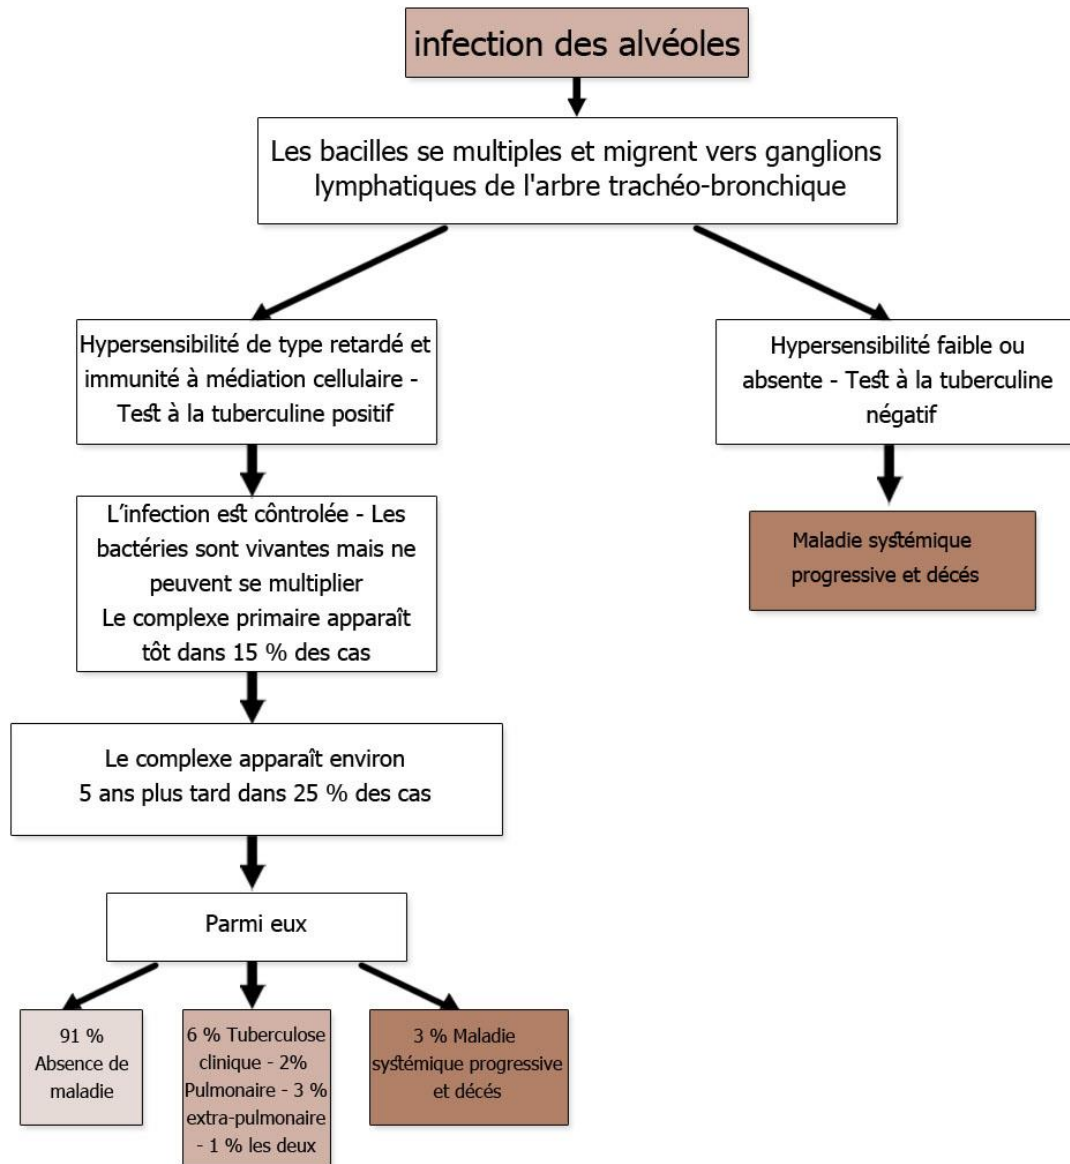 infection des alvéoles
Les bacilles se multiples et migrent vers ganglions
lymphatiques de l'arbre trachéo-bronchique
Hypersensibilité de type retardé et
immunité à médiation cellulaire -
Test à la tuberculine positif
Hypersensibilité faible ou
absente - Test à la tuberculine
négatif
L'infection est côntrolée - Les
bactéries sont vivantes mais ne
peuvent se multiplier
Le complexe primaire apparaît
tôt dans 15 % des cas
Maladie systémique
progressive et décés
Le complexe apparaît environ
5 ans plus tard dans 25 % des cas
Parmi eux
91 %
Absence de
maladie
6 % Tuberculose
clinique - 2%
Pulmonaire - 3 %
extra-pulmonaire
- 1 % les deux
3 % Maladie
systémique progressive
et décés